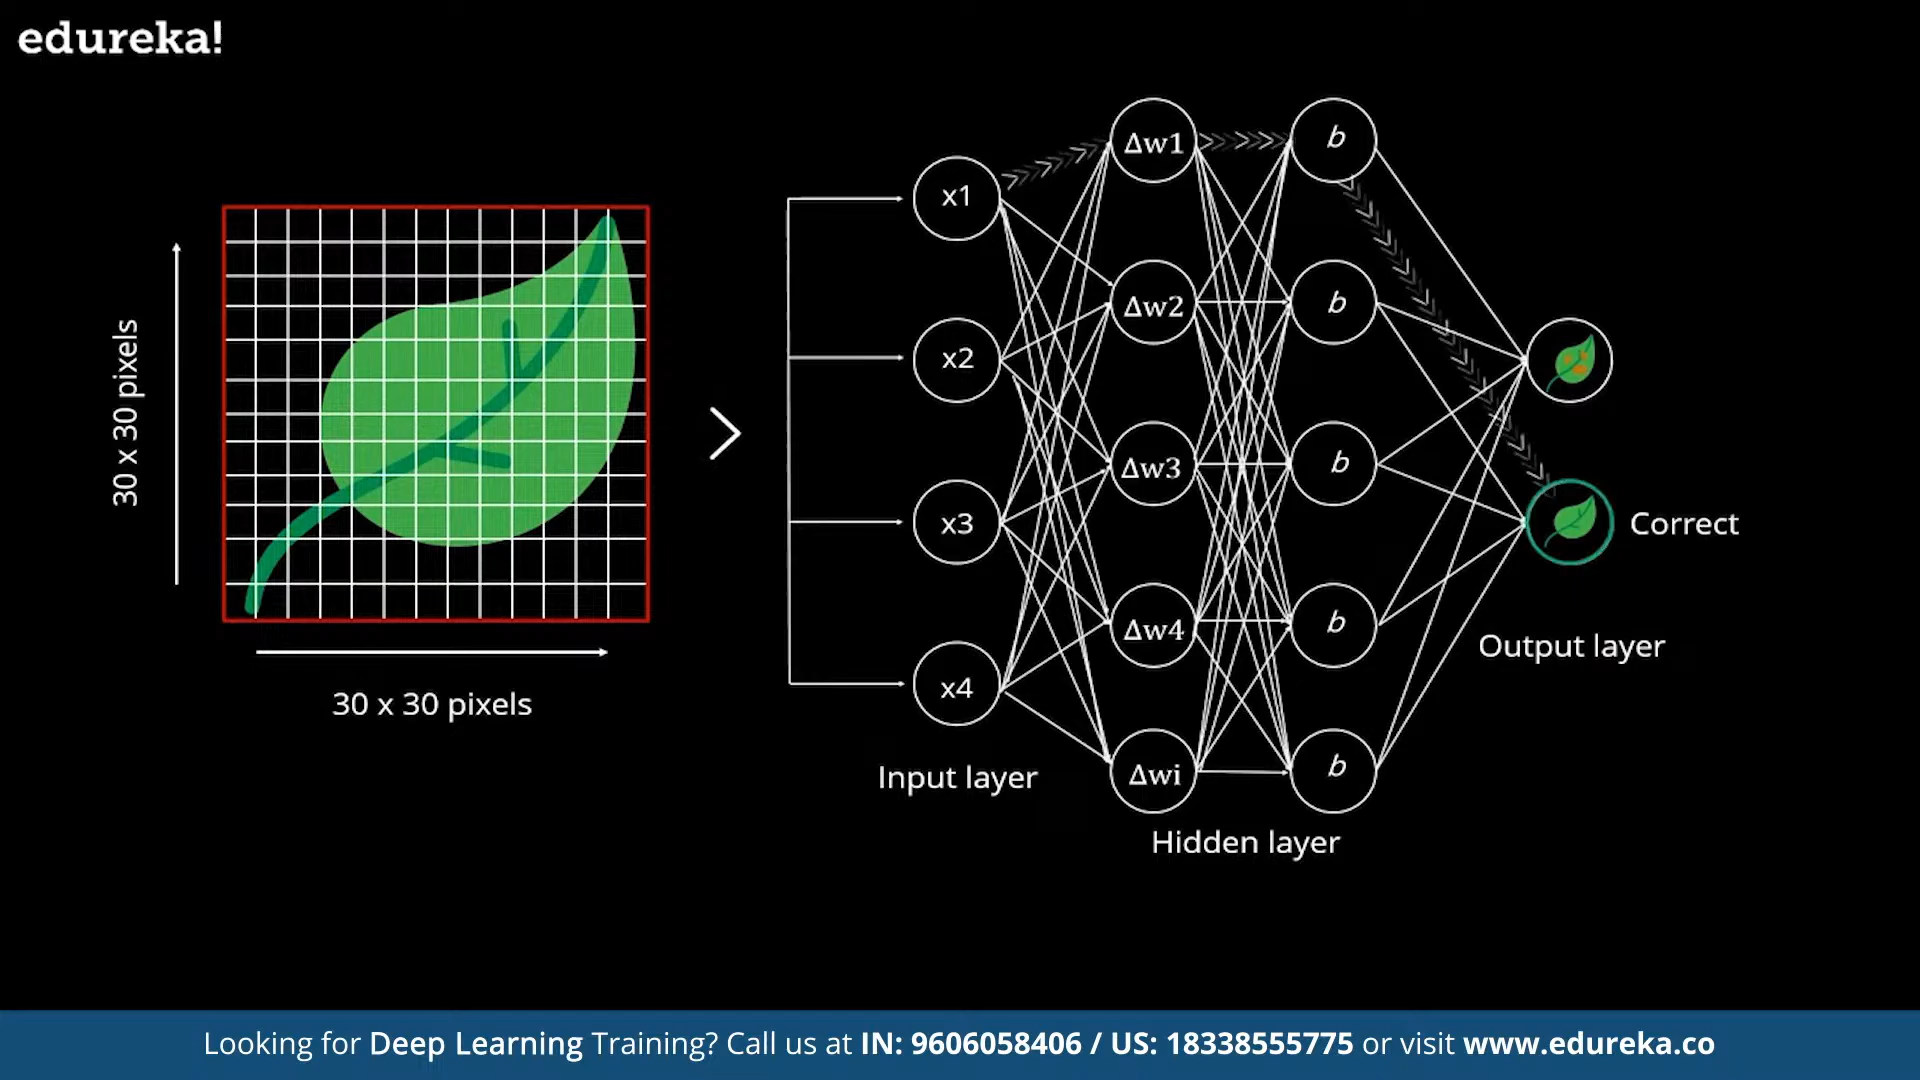 edureka!
30 x 30 pixels
30 x 30 pixels
x1
x2
x3
x4
Input layer
Δw1
Δw2
Δw3
Δw4
Δwi
b
b
b
b
b
Hidden layer
Correct
Output layer
Looking for Deep Learning Training? Call us at IN: 9606058406 / US: 18338555775 or visit www.edureka.co